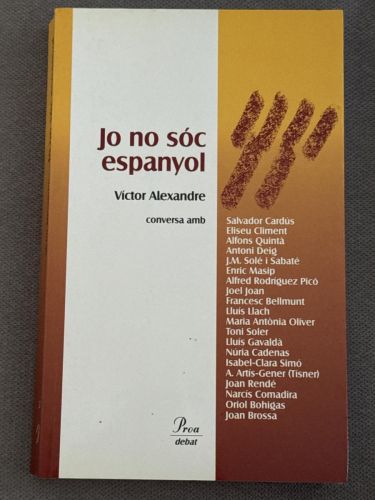 Jo no sóc
espanyol
Víctor Alexandre
conversa amb
Salvador Cardús
Eliseu Climent
Alfons Quintà
Antoni Deig
J.M. Solé i Sabaté
Enric Masip
Alfred Rodríguez Picó
Joel Joan
Francesc Bellmunt
Lluís Llach
Maria Antònia Oliver
Toni Soler
Lluís Gavaldà
Núria Cadenas
Isabel-Clara Simó
A. Artís-Gener (Tísner)
Joan Rendé
Narcís Comadira
Oriol Bohigas
Joan Brossa
Proa
debat